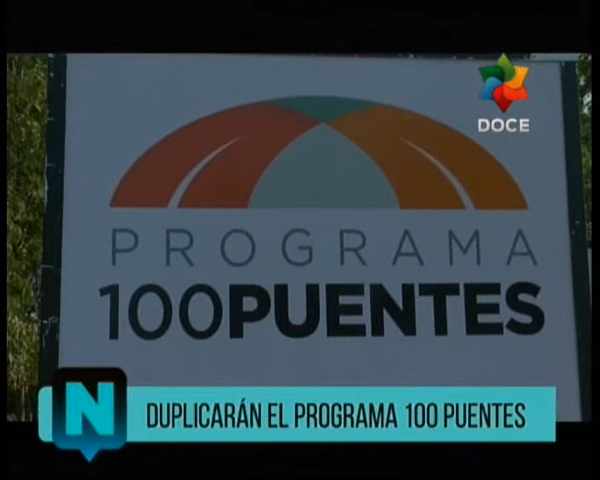 DOCE
PROGRAMA
100PUENTES
N DUPLICARÁN EL PROGRAMA 100 PUENTES